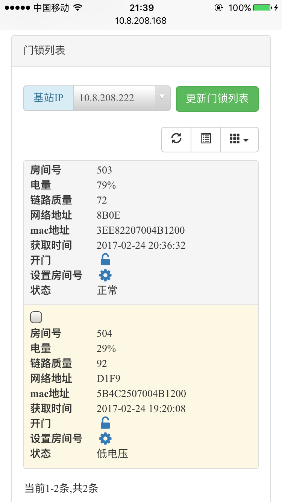 中国移动 21:39 100%
10.8.208.168
门锁列表
基站IP 10.8.208.222 更新门锁列表
房间号 503
电量 79%
链路质量 72
网络地址 8B0E
mac地址 3EE82207004B1200
获取时间 2017-02-24 20:36:32
开门
设置房间号
状态 正常
房间号 504
电量 29%
链路质量 92
网络地址 D1F9
mac地址 5B4C2507004B1200
获取时间 2017-02-24 19:20:08
开门
设置房间号
状态 低电压
当前1-2条,共2条